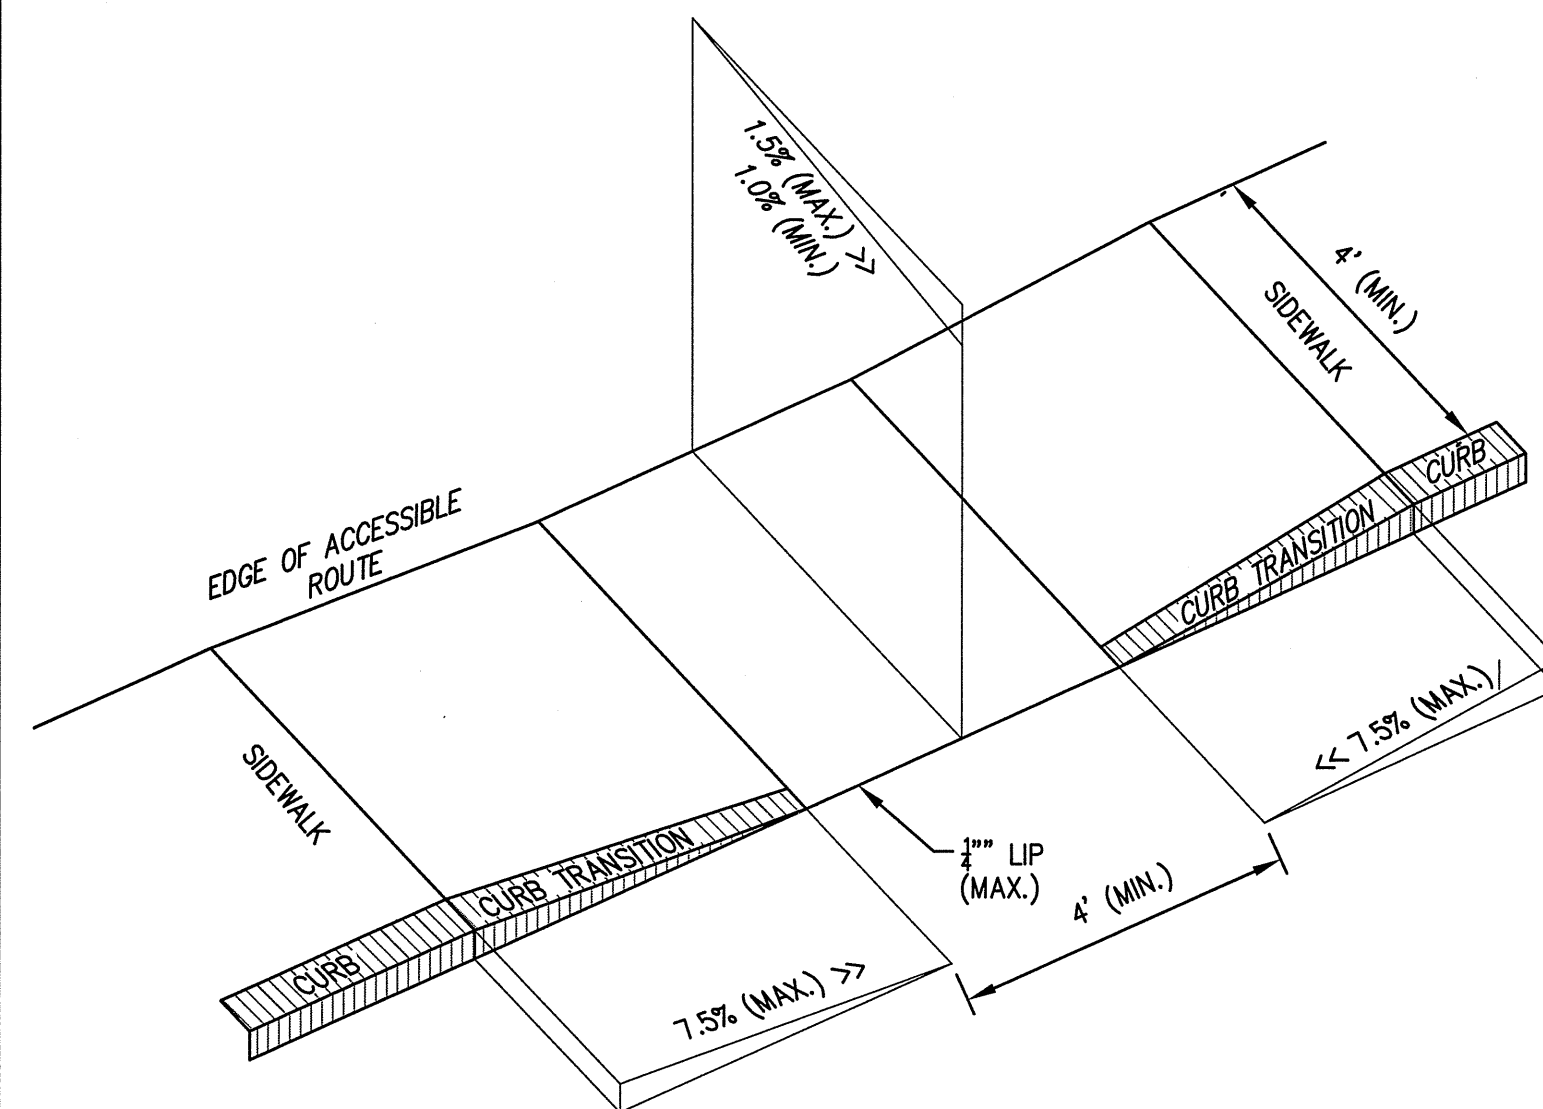 1.5% (MAX.) >>
1.0% (MIN.)
4' (MIN.)
SIDEWALK
CURB
EDGE OF ACCESSIBLE
ROUTE
CURB TRANSITION
<< 7.5% (MAX.)
SIDEWALK
1/4"" LIP
(MAX.)
4' (MIN.)
CURB TRANSITION
CURB
7.5% (MAX.) >>